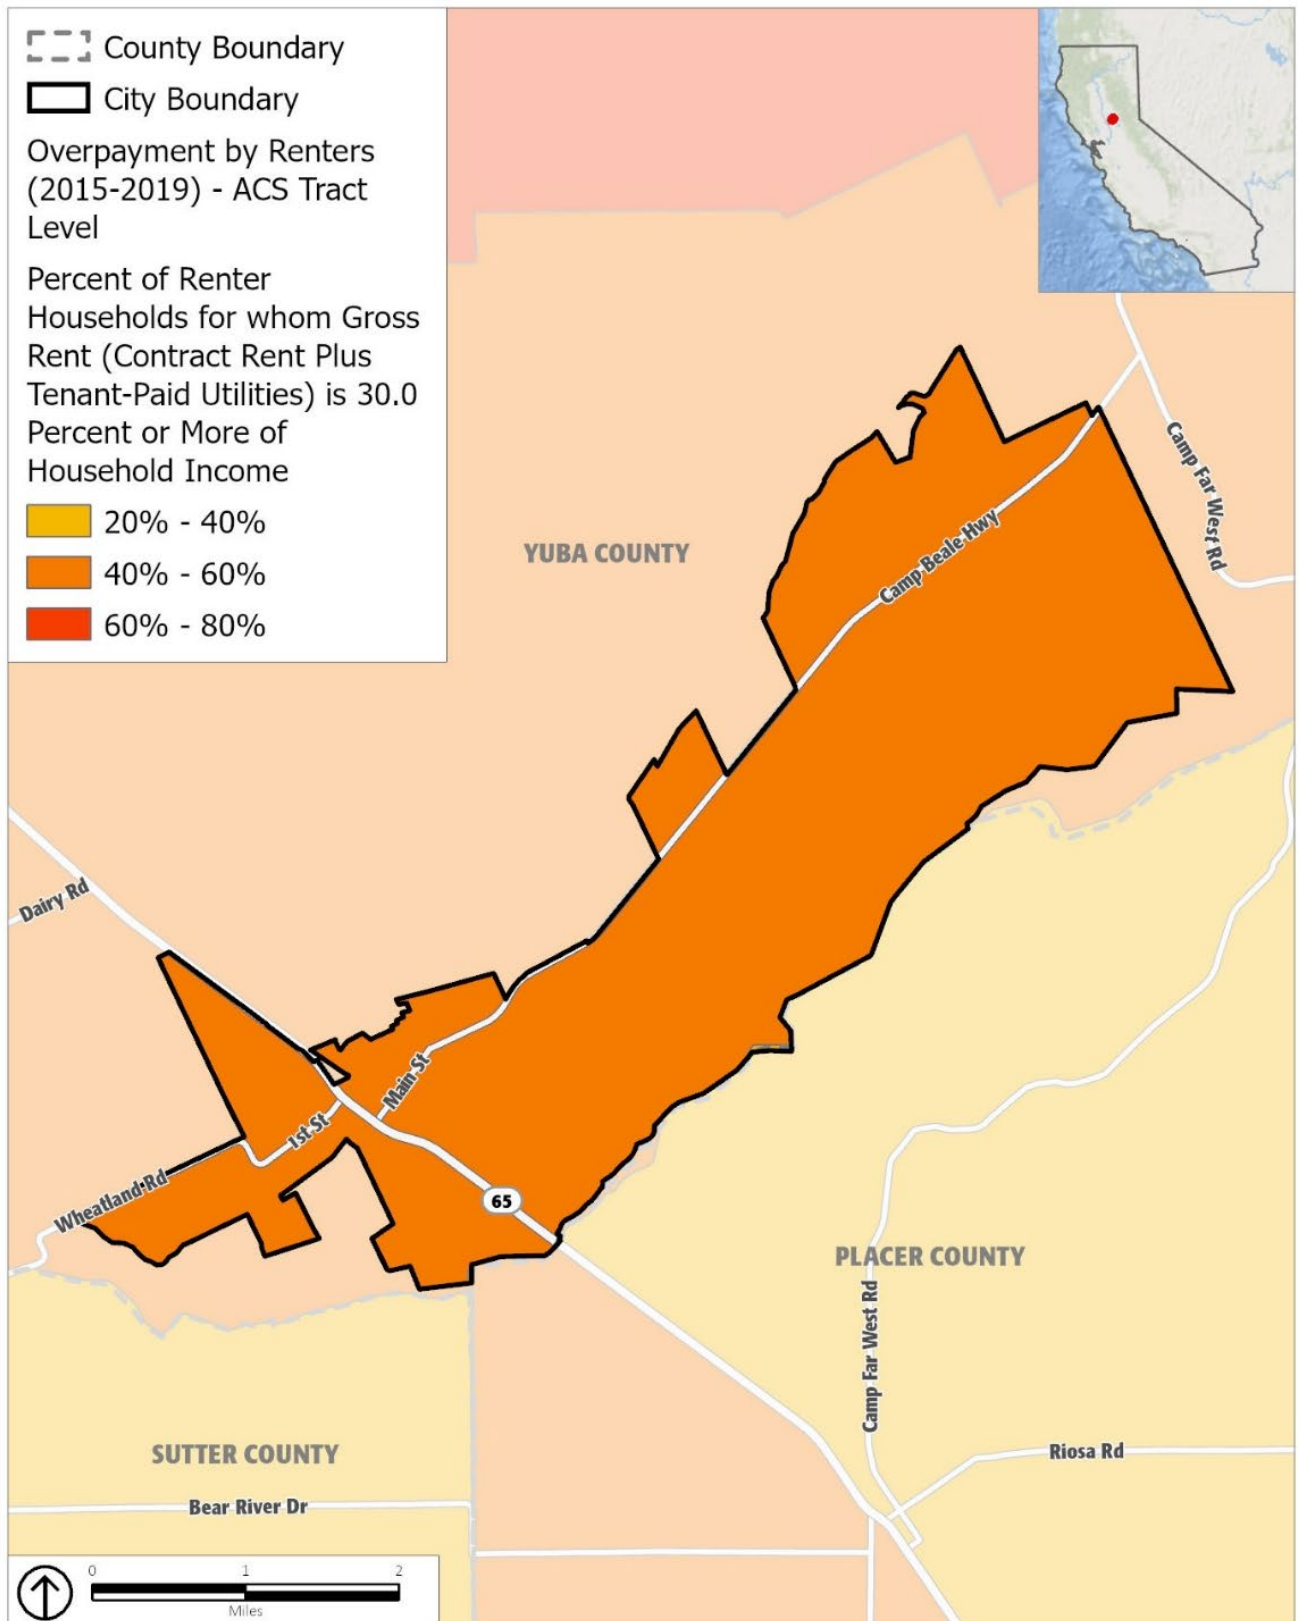 County Boundary
City Boundary
Overpayment by Renters
(2015-2019) - ACS Tract
Level
Percent of Renter
Households for whom Gross
Rent (Contract Rent Plus
Tenant-Paid Utilities) is 30.0
Percent or More of
Household Income
20% - 40%
40% - 60%
60% - 80%
Camp Far West Rd
YUBA COUNTY
Camp Beale Hwy
Dairy Rd
Main St
1st St
Wheatland Rd
65
PLACER COUNTY
Camp Far West Rd
SUTTER COUNTY
Riosa Rd
Bear River Dr
0 1 2
Miles